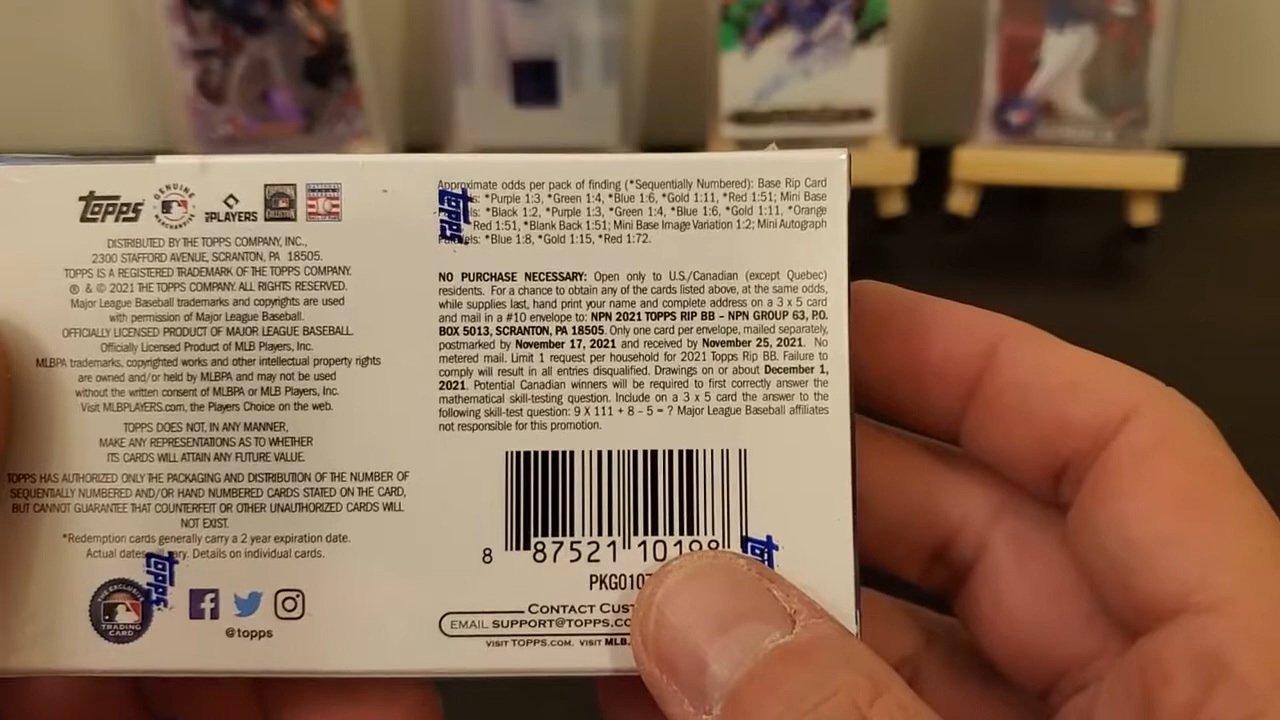 Topps
GENUINE
MERCHANDISE
PLAYERS
DISTRIBUTED BY THE TOPPS COMPANY, INC.,
2300 STAFFORD AVENUE, SCRANTON, PA 18505.
TOPPS IS A REGISTERED TRADEMARK OF THE TOPPS COMPANY.
® & © 2021 THE TOPPS COMPANY. ALL RIGHTS RESERVED.
Major League Baseball trademarks and copyrights are used
with permission of Major League Baseball.
OFFICIALLY LICENSED PRODUCT OF MAJOR LEAGUE BASEBALL.
Officially Licensed Product of MLB Players, Inc.
MLBPA trademarks, copyrighted works and other intellectual property rights
are owned and/or held by MLBPA and may not be used
without the written consent of MLBPA or MLB Players, Inc.
Visit MLBPLAYERS.com, the Players Choice on the web.
TOPPS DOES NOT, IN ANY MANNER,
MAKE ANY REPRESENTATIONS AS TO WHETHER
ITS CARDS WILL ATTAIN ANY FUTURE VALUE.
TOPPS HAS AUTHORIZED ONLY THE PACKAGING AND DISTRIBUTION OF THE NUMBER OF
SEQUENTIALLY NUMBERED AND/OR HAND NUMBERED CARDS STATED ON THE CARD,
BUT CANNOT GUARANTEE THAT COUNTERFEIT OR OTHER UNAUTHORIZED CARDS WILL
NOT EXIST.
*Redemption cards generally carry a 2 year expiration date.
Actual dates ary. Details on individual cards.
Topps
THE EXCLUSIVE
TRADING
CARD
@topps
Approximate odds per pack of finding (*Sequentially Numbered): Base Rip Card
s: *Purple 1:3, *Green 1:4, *Blue 1:6, *Gold 1:11, *Red 1:51; Mini Base
ls: *Black 1:2, *Purple 1:3, *Green 1:4, *Blue 1:6, *Gold 1:11, *Orange
Red 1:51, *Blank Back 1:51; Mini Base Image Variation 1:2; Mini Autograph
els: *Blue 1:8, *Gold 1:15, *Red 1:72.
Topps
NO PURCHASE NECESSARY: Open only to U.S./Canadian (except Quebec)
residents. For a chance to obtain any of the cards listed above, at the same odds,
while supplies last, hand print your name and complete address on a 3 x 5 card
and mail in a #10 envelope to: NPN 2021 TOPPS RIP BB – NPN GROUP 63, P.O.
BOX 5013, SCRANTON, PA 18505. Only one card per envelope, mailed separately,
postmarked by November 17, 2021 and received by November 25, 2021. No
metered mail. Limit 1 request per household for 2021 Topps Rip BB. Failure to
comply will result in all entries disqualified. Drawings on or about December 1,
2021. Potential Canadian winners will be required to first correctly answer the
mathematical skill-testing question. Include on a 3 x 5 card the answer to the
following skill-test question: 9 X 111 + 8 – 5 = ? Major League Baseball affiliates
not responsible for this promotion.
8 87521 10198
Topps
PKG0107
CONTACT CUST
EMAIL SUPPORT@TOPPS.CO
VISIT TOPPS.COM. VISIT MLB.